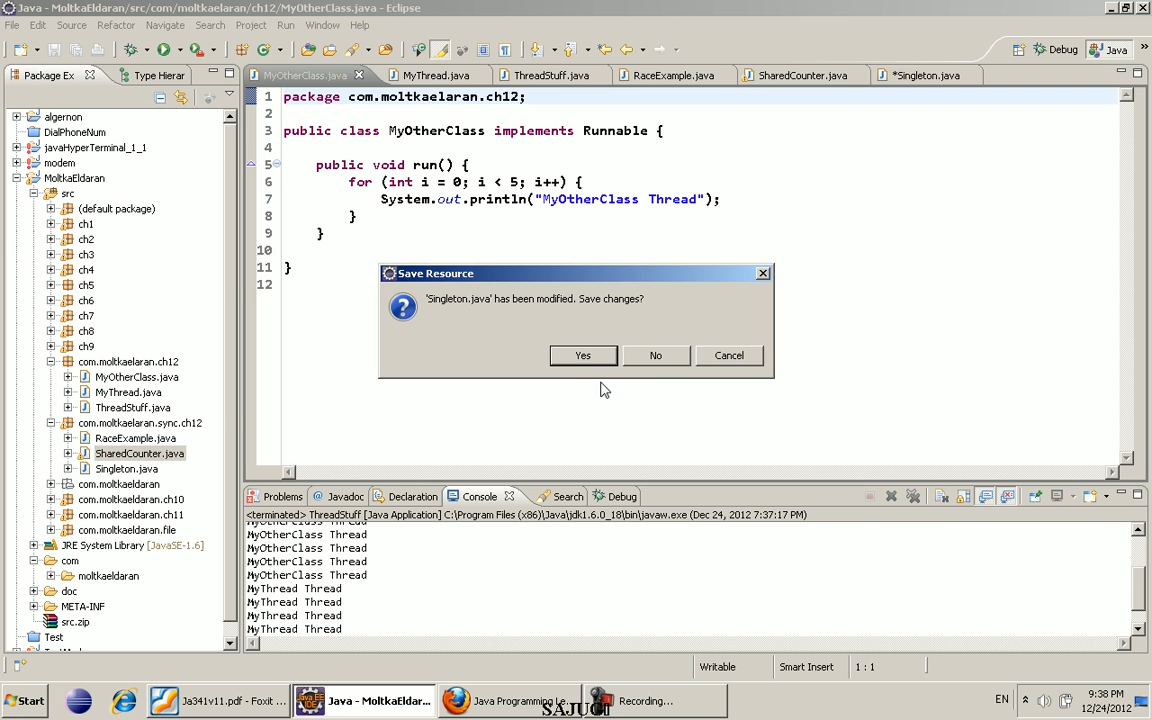 Java - MoltkaEldaran/src/com/moltkaelaran/ch12/MyOtherClass.java - Eclipse
File Edit Source Refactor Navigate Search Project Run Window Help
Debug Java
Package Ex Type Hierar
MyOtherClass.java MyThread.java ThreadStuff.java RaceExample.java SharedCounter.java *Singleton.java
algernon
DialPhoneNum
javaHyperTerminal_1_1
modem
MoltkaEldaran
src
(default package)
ch1
ch2
ch3
ch4
ch5
ch6
ch7
ch8
ch9
com.moltkaelaran.ch12
MyOtherClass.java
MyThread.java
ThreadStuff.java
com.moltkaelaran.sync.ch12
RaceExample.java
SharedCounter.java
Singleton.java
com.moltkaeldaran
com.moltkaeldaran.ch10
com.moltkaeldaran.ch11
com.moltkaeldaran.file
JRE System Library [JavaSE-1.6]
com
moltkaeldaran
doc
META-INF
src.zip
Test
1 package com.moltkaelaran.ch12;
2
3 public class MyOtherClass implements Runnable {
4
5 public void run() {
6 for (int i = 0; i < 5; i++) {
7 System.out.println("MyOtherClass Thread");
8 }
9 }
10
11 }
12
Save Resource
'Singleton.java' has been modified. Save changes?
Yes No Cancel
Problems Javadoc Declaration Console Search Debug
<terminated> ThreadStuff [Java Application] C:\Program Files (x86)\Java\jdk1.6.0_18\bin\javaw.exe (Dec 24, 2012 7:37:17 PM)
MyOtherClass Thread
MyOtherClass Thread
MyOtherClass Thread
MyOtherClass Thread
MyOtherClass Thread
MyThread Thread
MyThread Thread
MyThread Thread
MyThread Thread
Writable Smart Insert 1 : 1
Start Ja341v11.pdf - Foxit ... Java - MoltkaEldar... Java Programming Le... Recording... EN 9:38 PM
12/24/2012
SAJUGI